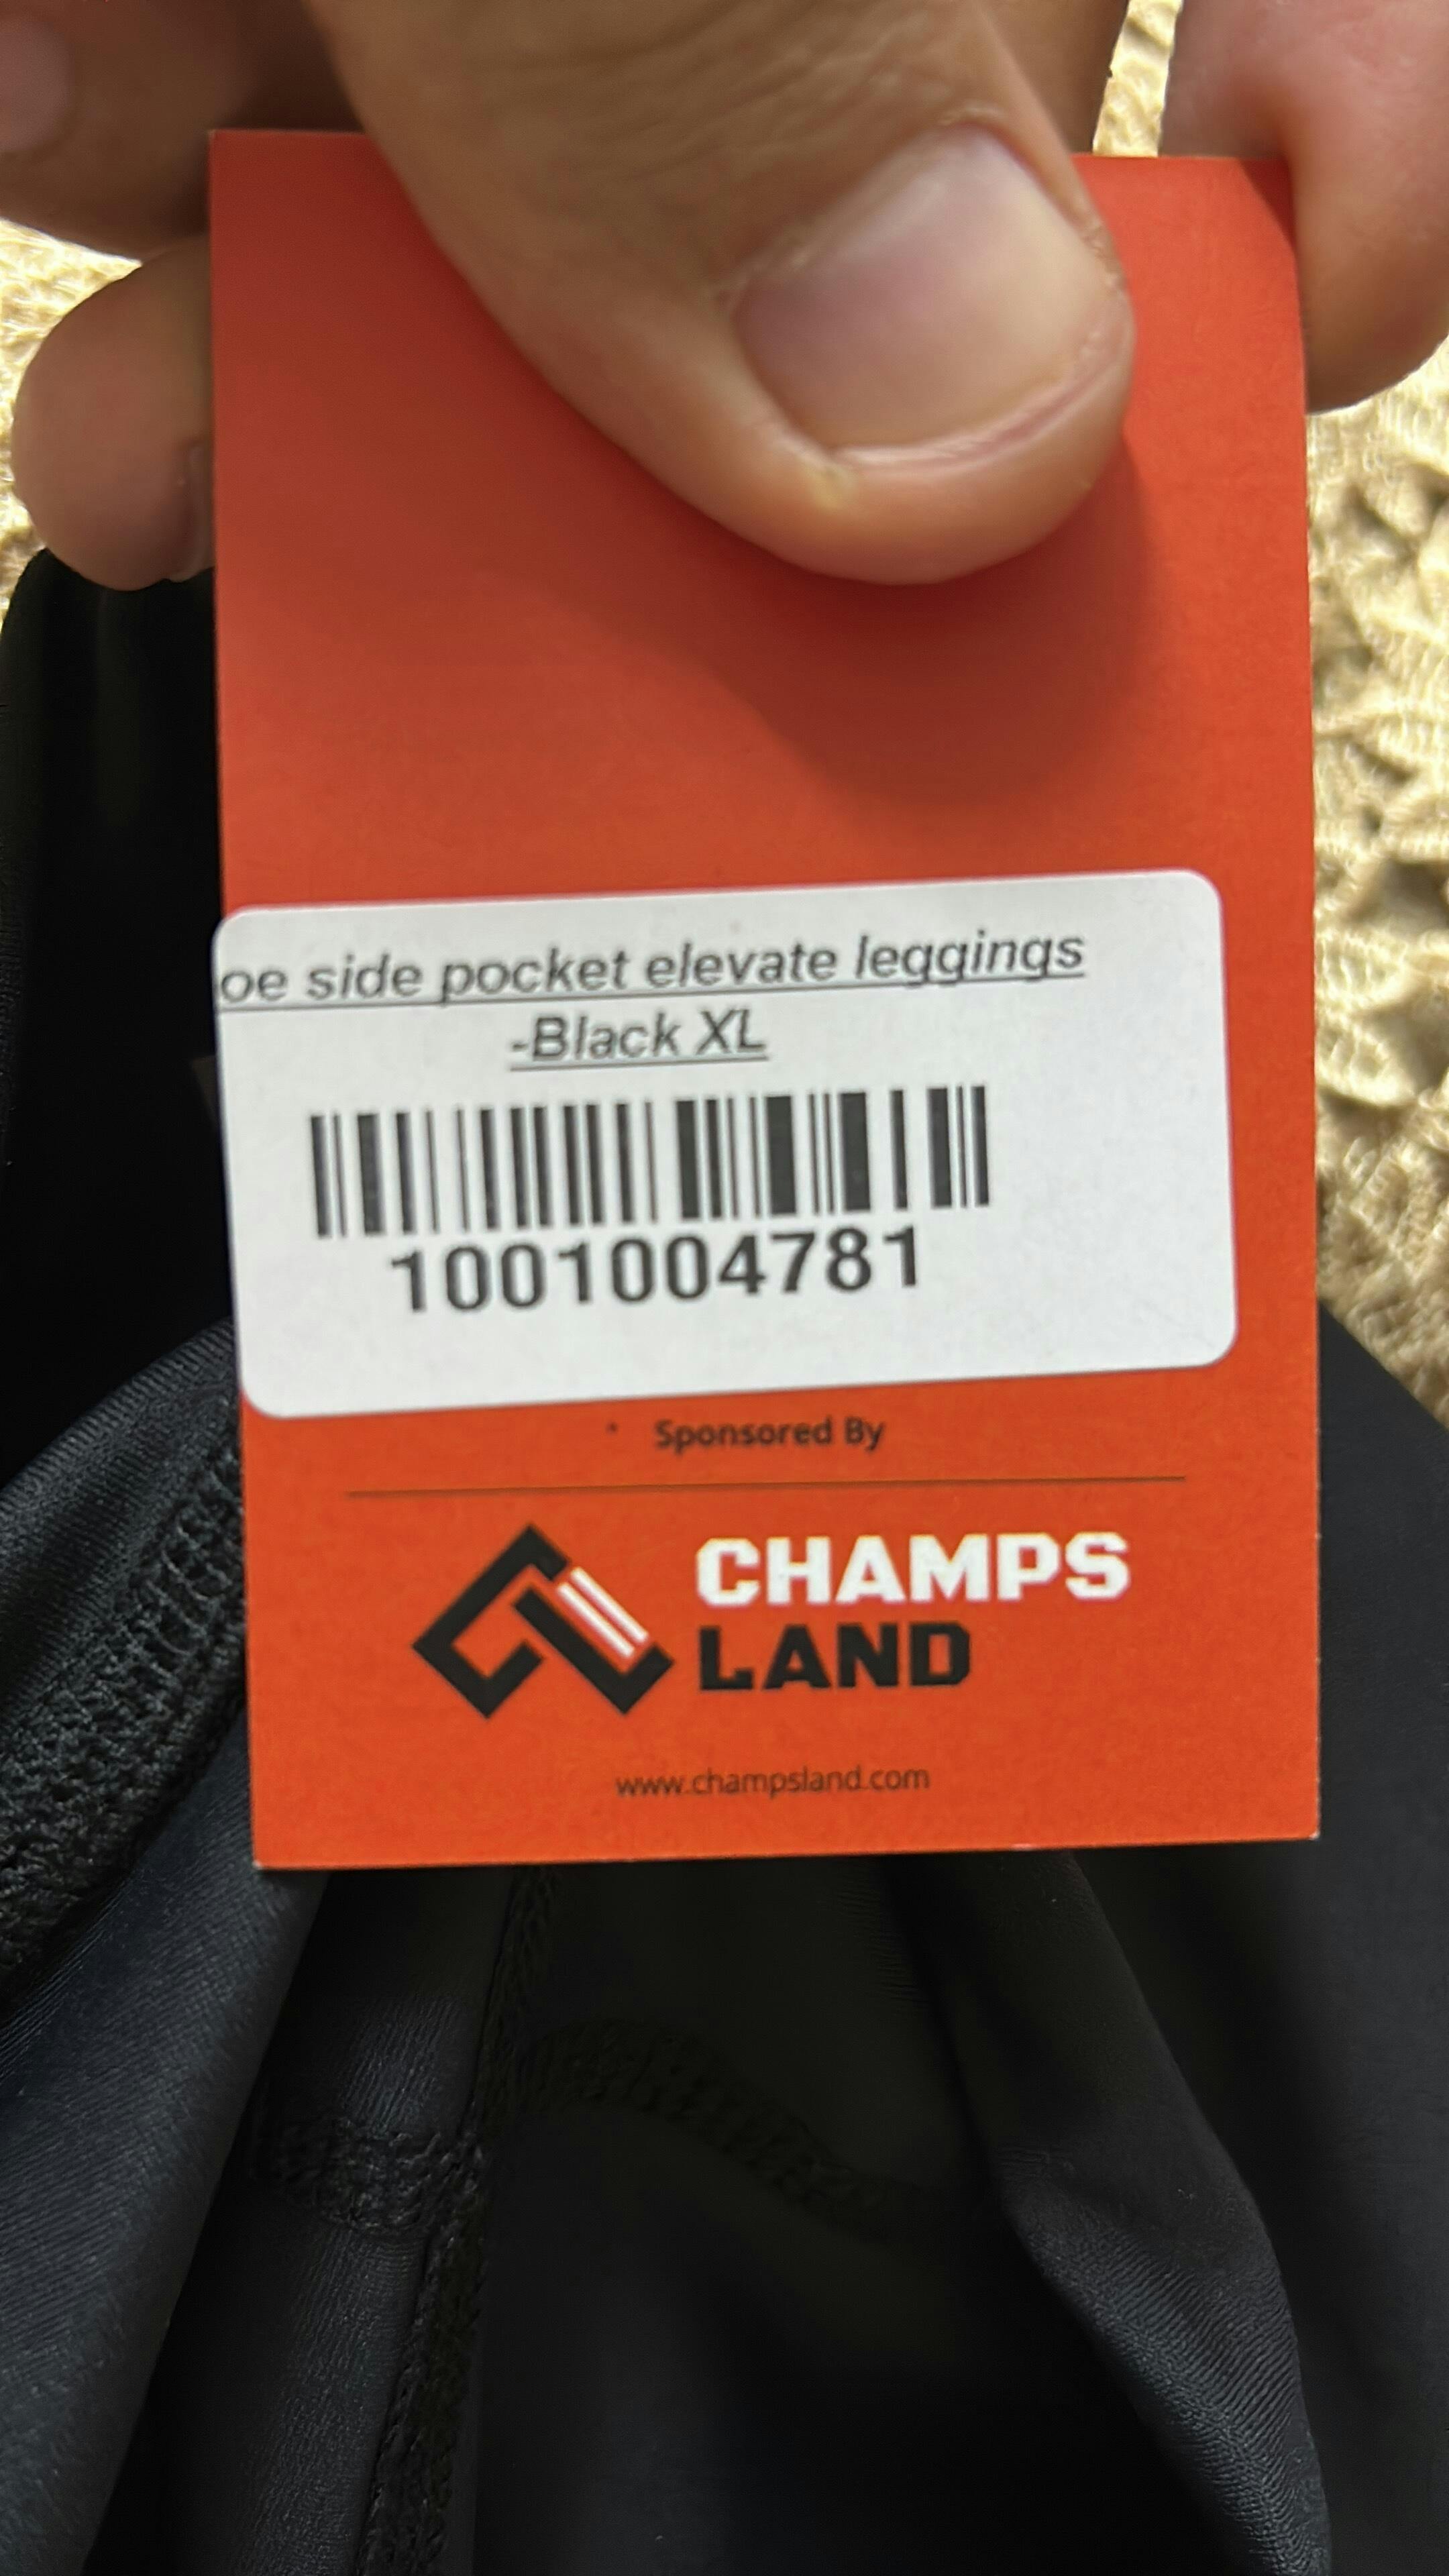 oe side pocket elevate leggings
-Black XL
1001004781
Sponsored By
CHAMPS
LAND
www.champsland.com